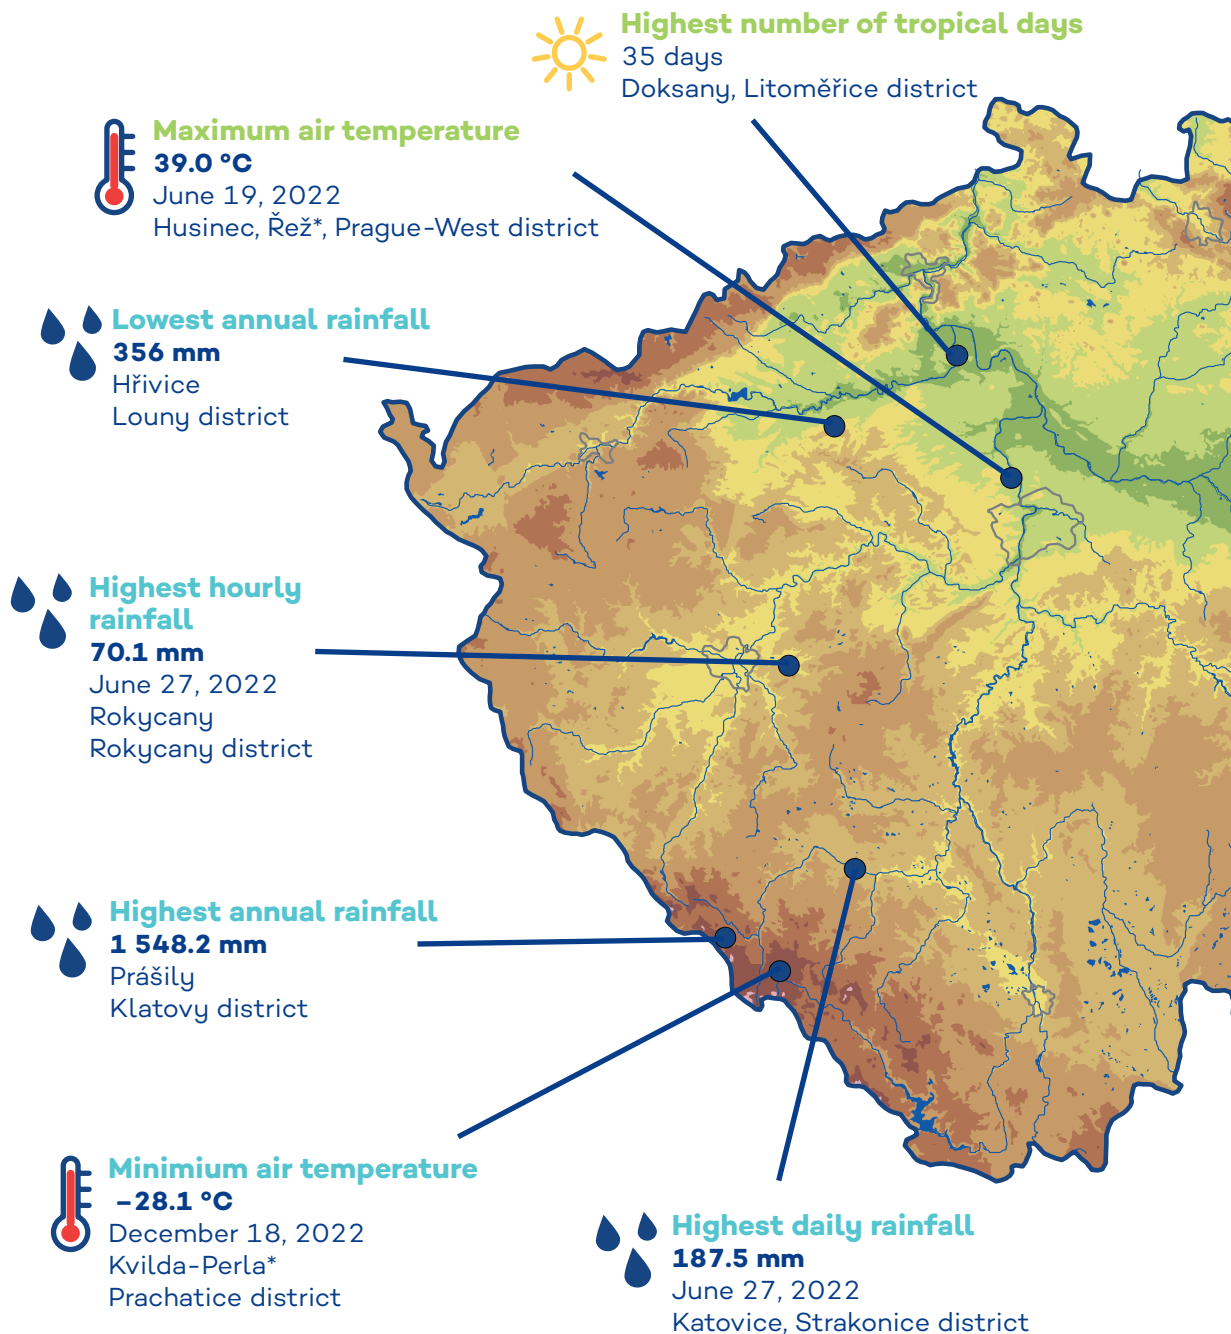 Highest number of tropical days
35 days
Doksany, Litoměřice district
Maximum air temperature
39.0 °C
June 19, 2022
Husinec, Řež*, Prague-West district
Lowest annual rainfall
356 mm
Hřivice
Louny district
Highest hourly
rainfall
70.1 mm
June 27, 2022
Rokycany
Rokycany district
Highest annual rainfall
1 548.2 mm
Prášily
Klatovy district
Minimium air temperature
–28.1 °C
December 18, 2022
Kvilda-Perla*
Prachatice district
Highest daily rainfall
187.5 mm
June 27, 2022
Katovice, Strakonice district